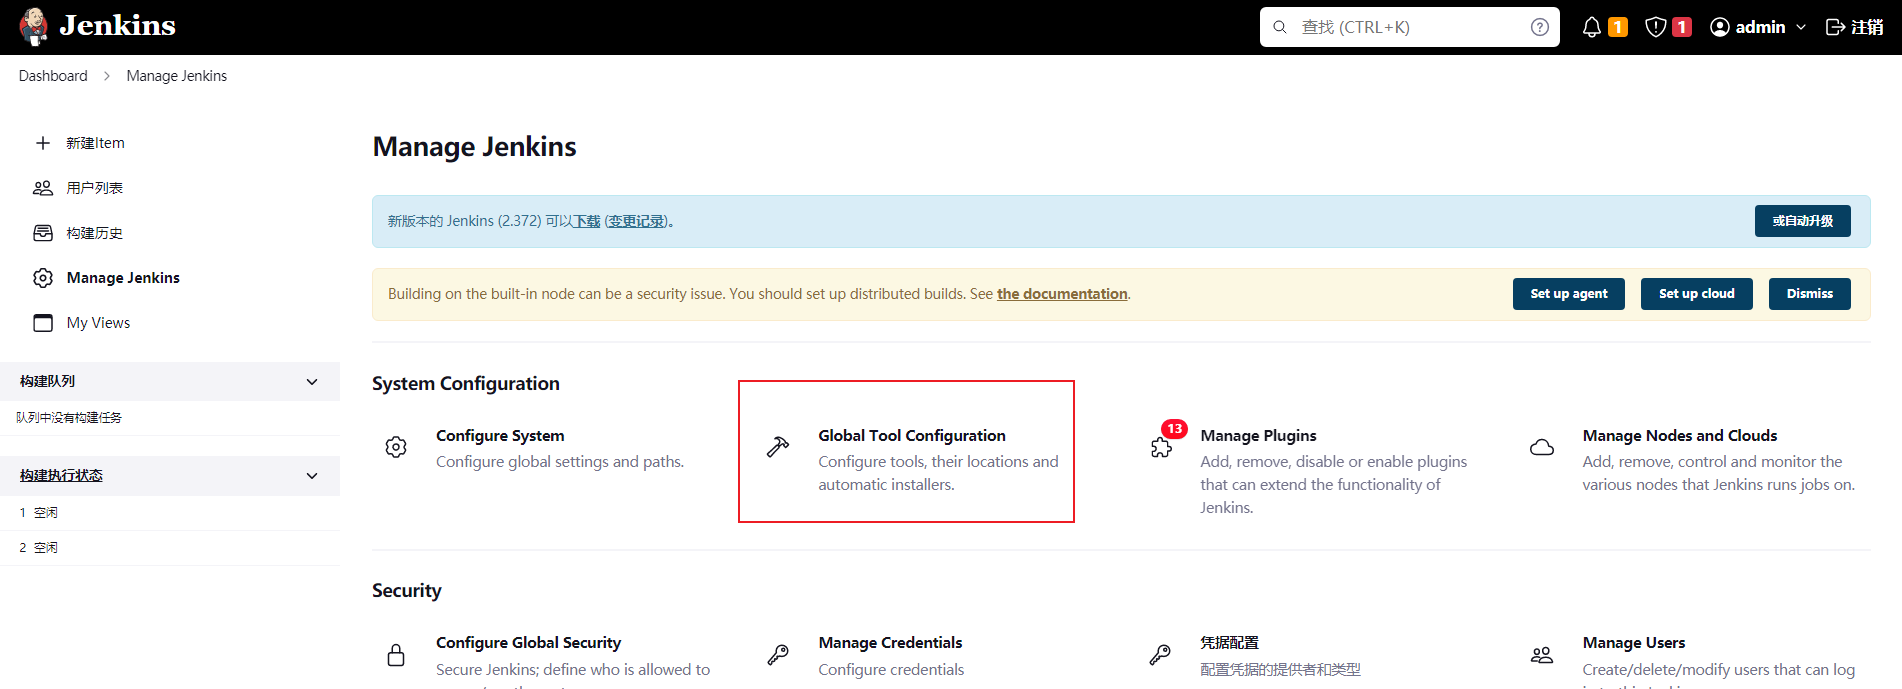 Jenkins
查找 (CTRL+K)
1
1
admin
注销
Dashboard
Manage Jenkins
新建Item
用户列表
构建历史
Manage Jenkins
My Views
构建队列
队列中没有构建任务
构建执行状态
1 空闲
2 空闲
Manage Jenkins
新版本的 Jenkins (2.372) 可以下载 (变更记录)。
或自动升级
Building on the built-in node can be a security issue. You should set up distributed builds. See the documentation.
Set up agent
Set up cloud
Dismiss
System Configuration
Configure System
Configure global settings and paths.
Global Tool Configuration
Configure tools, their locations and
automatic installers.
13
Manage Plugins
Add, remove, disable or enable plugins
that can extend the functionality of
Jenkins.
Manage Nodes and Clouds
Add, remove, control and monitor the
various nodes that Jenkins runs jobs on.
Security
Configure Global Security
Secure Jenkins; define who is allowed to
Manage Credentials
Configure credentials
凭据配置
配置凭据的提供者和类型
Manage Users
Create/delete/modify users that can log